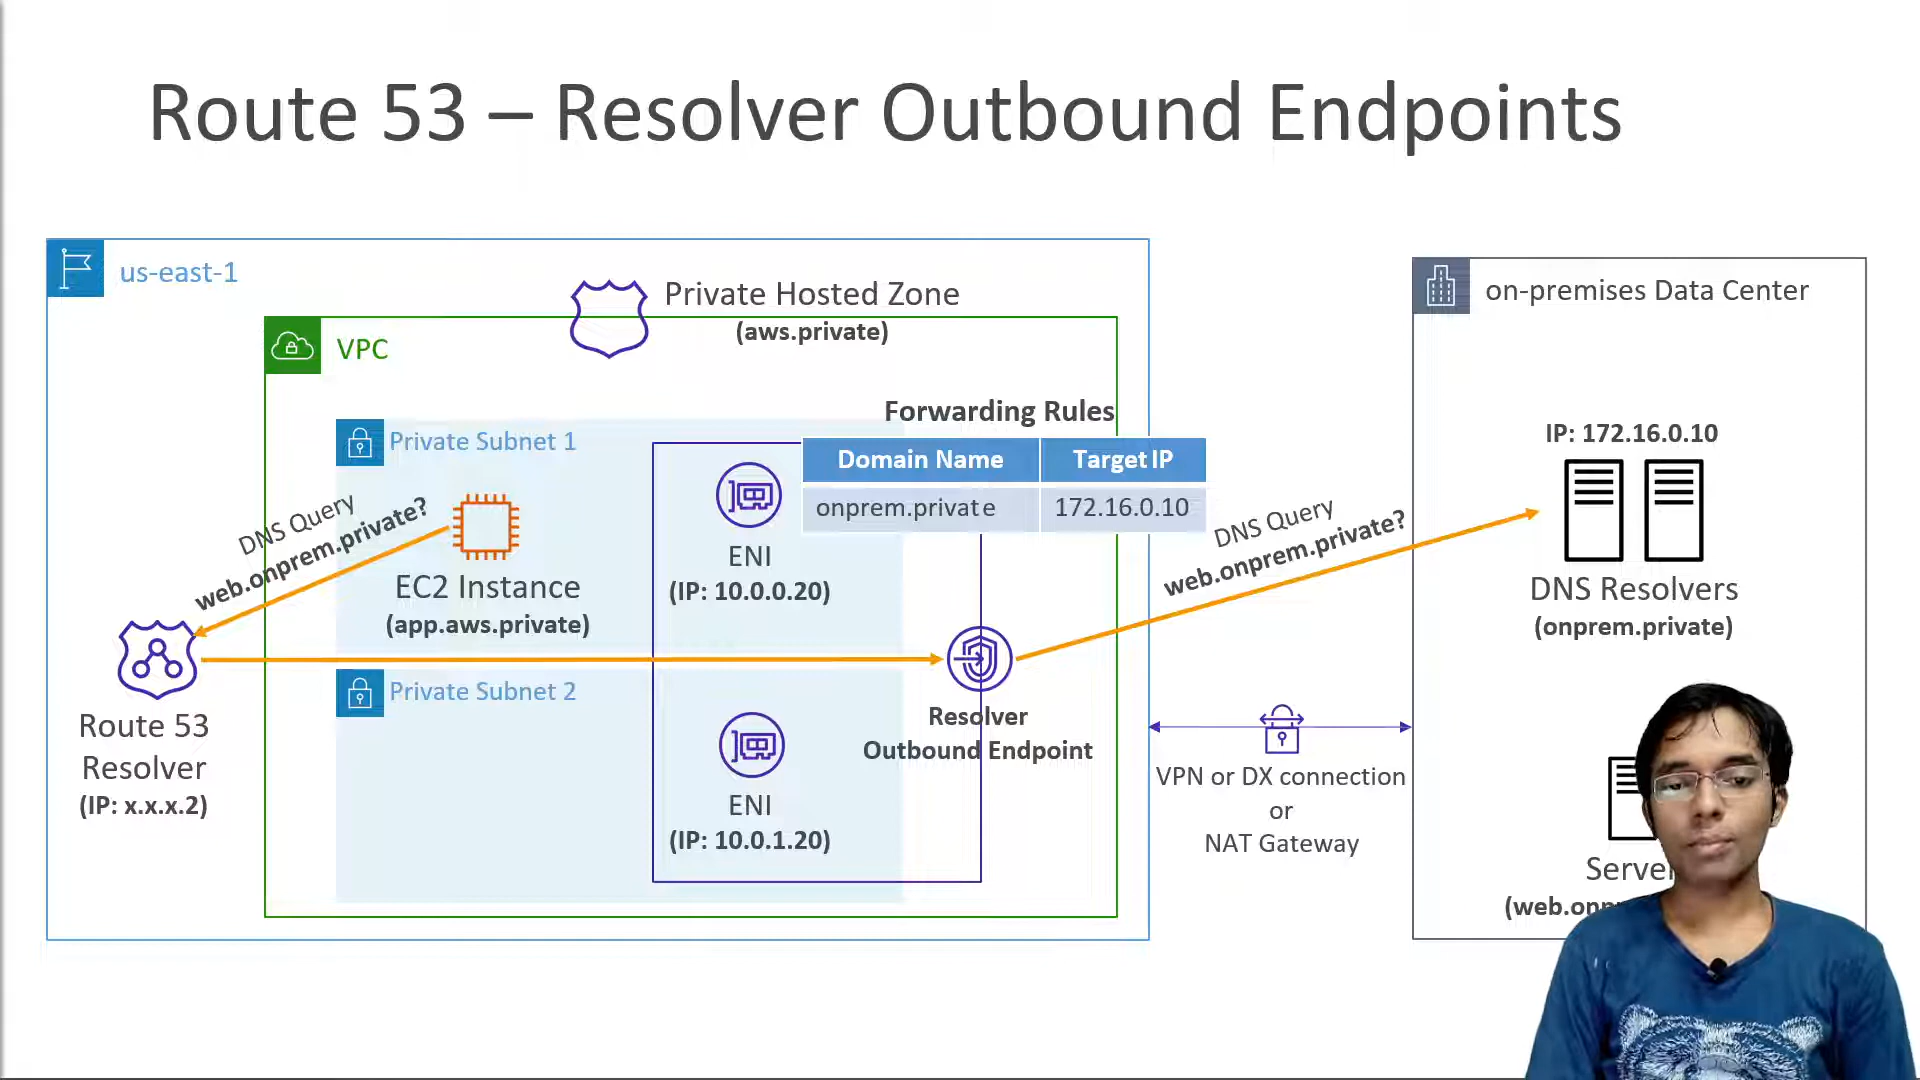 Route 53 – Resolver Outbound Endpoints
us-east-1
Private Hosted Zone
(aws.private)
VPC
on-premises Data Center
Forwarding Rules
Domain Name Target IP
onprem.private 172.16.0.10
Private Subnet 1
IP: 172.16.0.10
DNS Query
web.onprem.private?
EC2 Instance
(app.aws.private)
ENI
(IP: 10.0.0.20)
DNS Query
web.onprem.private?
DNS Resolvers
(onprem.private)
Route 53
Resolver
(IP: x.x.x.2)
Private Subnet 2
Resolver
Outbound Endpoint
ENI
(IP: 10.0.1.20)
VPN or DX connection
or
NAT Gateway